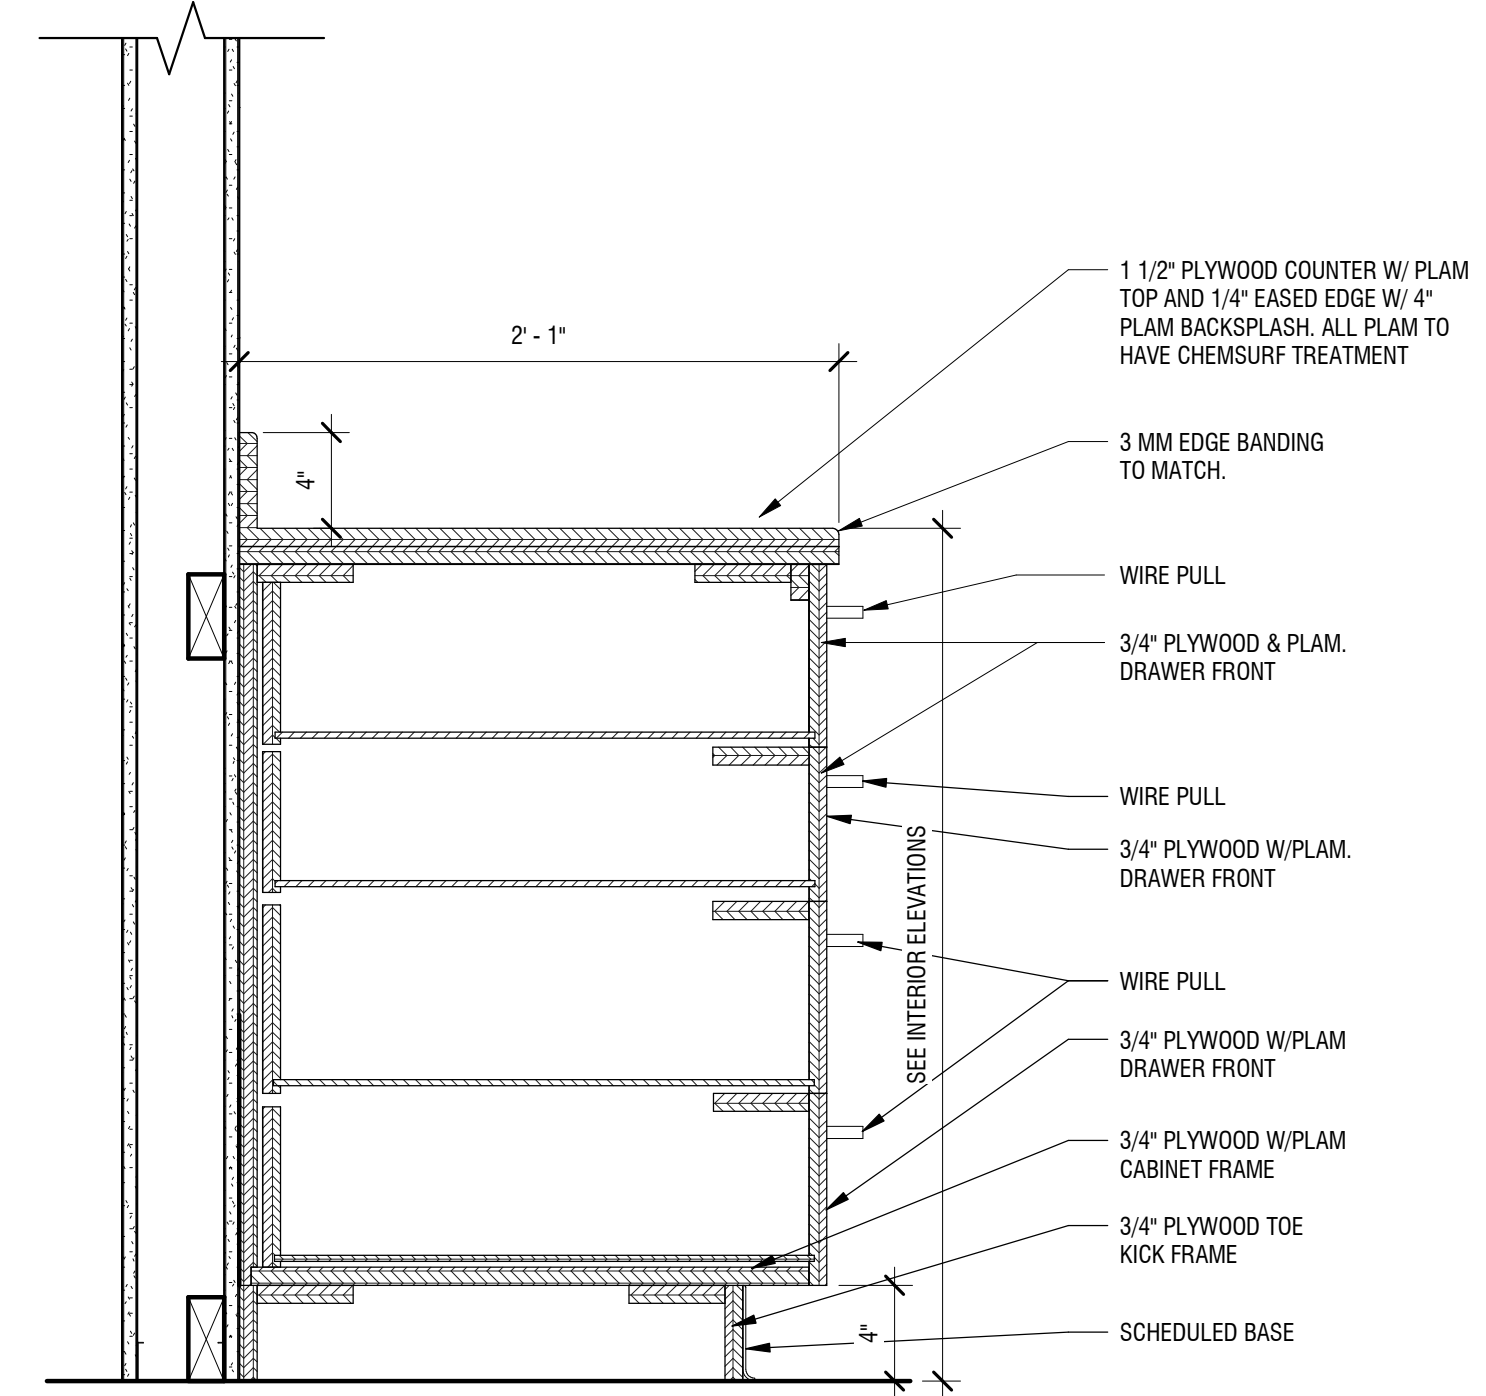 1 1/2" PLYWOOD COUNTER W/ PLAM
TOP AND 1/4" EASED EDGE W/ 4"
PLAM BACKSPLASH. ALL PLAM TO
HAVE CHEMSURF TREATMENT
2' - 1"
3 MM EDGE BANDING
TO MATCH.
4"
WIRE PULL
3/4" PLYWOOD & PLAM.
DRAWER FRONT
WIRE PULL
3/4" PLYWOOD W/PLAM.
DRAWER FRONT
SEE INTERIOR ELEVATIONS
WIRE PULL
3/4" PLYWOOD W/PLAM
DRAWER FRONT
3/4" PLYWOOD W/PLAM
CABINET FRAME
3/4" PLYWOOD TOE
KICK FRAME
4"
SCHEDULED BASE